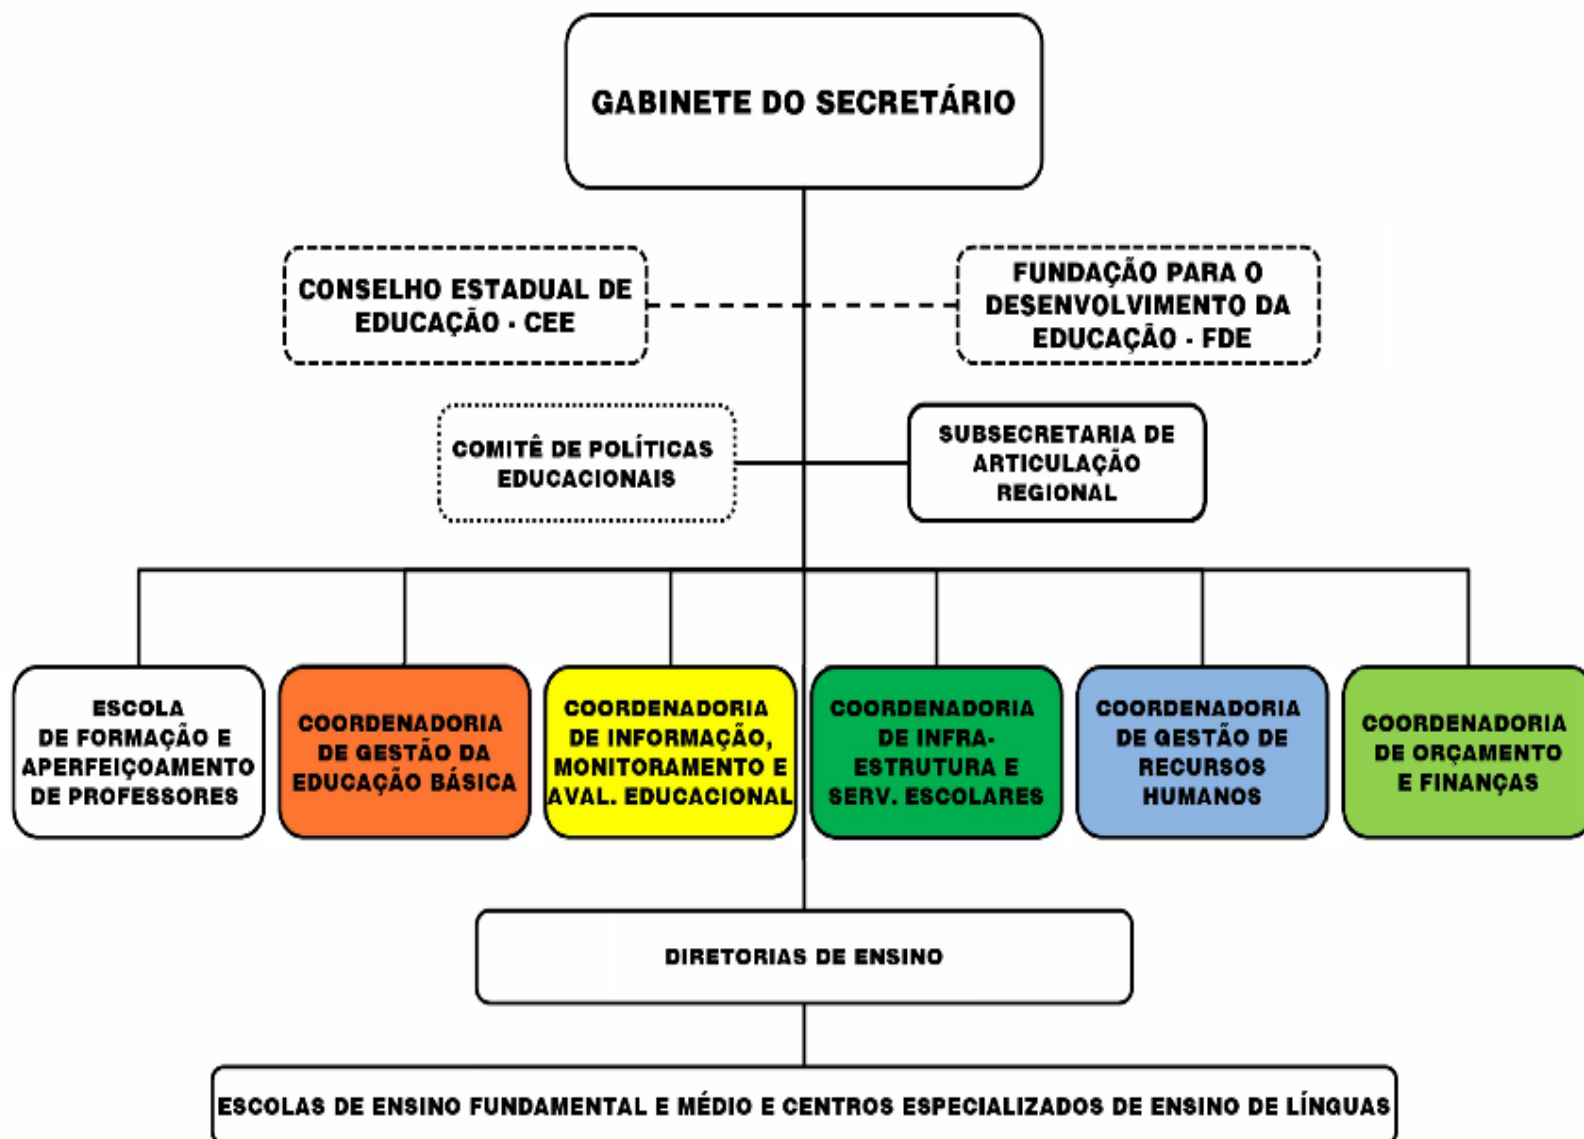 GABINETE DO SECRETÁRIO
CONSELHO ESTADUAL DE
EDUCAÇÃO - CEE
FUNDAÇÃO PARA O
DESENVOLVIMENTO DA
EDUCAÇÃO - FDE
COMITÊ DE POLÍTICAS
EDUCACIONAIS
SUBSECRETARIA DE
ARTICULAÇÃO
REGIONAL
ESCOLA
DE FORMAÇÃO E
APERFEIÇOAMENTO
DE PROFESSORES
COORDENADORIA
DE GESTÃO DA
EDUCAÇÃO BÁSICA
COORDENADORIA
DE INFORMAÇÃO,
MONITORAMENTO E
AVAL. EDUCACIONAL
COORDENADORIA
DE INFRA-
ESTRUTURA E
SERV. ESCOLARES
COORDENADORIA
DE GESTÃO DE
RECURSOS
HUMANOS
COORDENADORIA
DE ORÇAMENTO
E FINANÇAS
DIRETORIAS DE ENSINO
ESCOLAS DE ENSINO FUNDAMENTAL E MÉDIO E CENTROS ESPECIALIZADOS DE ENSINO DE LÍNGUAS